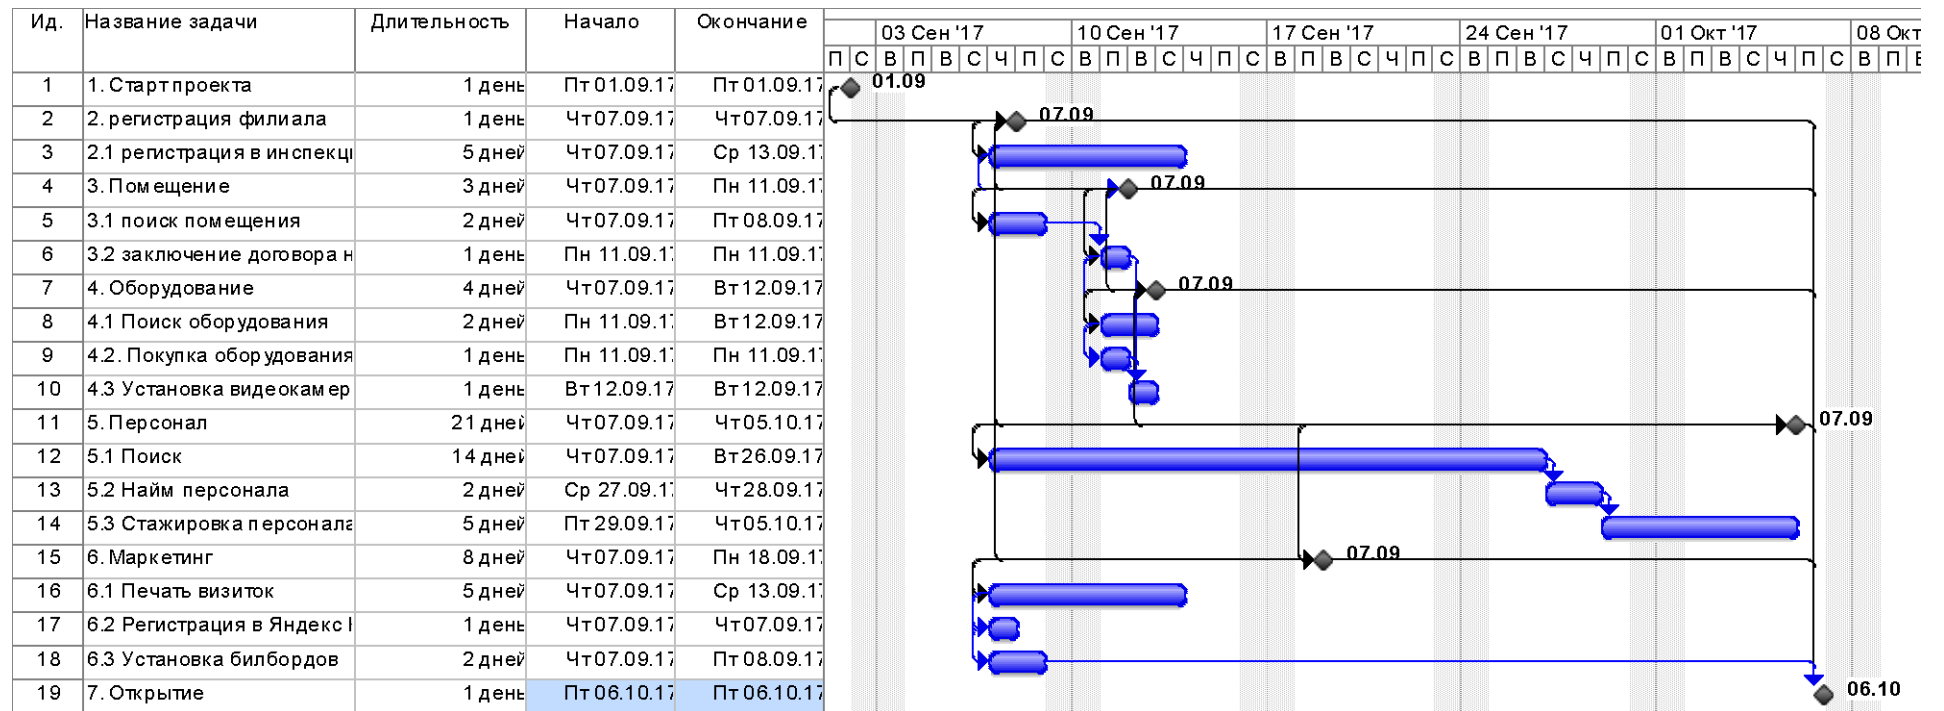 Ид. Название задачи Длительность Начало Окончание
03 Сен '17 10 Сен '17 17 Сен '17 24 Сен '17 01 Окт '17 08 Окт
П С В П В С Ч П С В П В С Ч П С В П В С Ч П С В П В С Ч П С В П В С Ч П С В П В
1 1. Старт проекта 1 день Пт 01.09.17 Пт 01.09.17 01.09
2 2. регистрация филиала 1 день Чт 07.09.17 Чт 07.09.17 07.09
3 2.1 регистрация в инспекц 5 дней Чт 07.09.17 Ср 13.09.1
4 3. Помещение 3 дней Чт 07.09.17 Пн 11.09.1 07.09
5 3.1 поиск помещения 2 дней Чт 07.09.17 Пт 08.09.17
6 3.2 заключение договора н 1 день Пн 11.09.1 Пн 11.09.1
7 4. Оборудование 4 дней Чт 07.09.17 Вт 12.09.17 07.09
8 4.1 Поиск оборудования 2 дней Пн 11.09.1 Вт 12.09.17
9 4.2. Покупка оборудования 1 день Пн 11.09.1 Пн 11.09.1
10 4.3 Установка видеокамер 1 день Вт 12.09.17 Вт 12.09.17
11 5. Персонал 21 дней Чт 07.09.17 Чт 05.10.17 07.09
12 5.1 Поиск 14 дней Чт 07.09.17 Вт 26.09.17
13 5.2 Найм персонала 2 дней Ср 27.09.1 Чт 28.09.17
14 5.3 Стажировка персонала 5 дней Пт 29.09.17 Чт 05.10.17
15 6. Маркетинг 8 дней Чт 07.09.17 Пн 18.09.1 07.09
16 6.1 Печать визиток 5 дней Чт 07.09.17 Ср 13.09.17
17 6.2 Регистрация в Яндекс 1 день Чт 07.09.17 Чт 07.09.17
18 6.3 Установка билбордов 2 дней Чт 07.09.17 Пт 08.09.17
19 7. Открытие 1 день Пт 06.10.17 Пт 06.10.17 06.10